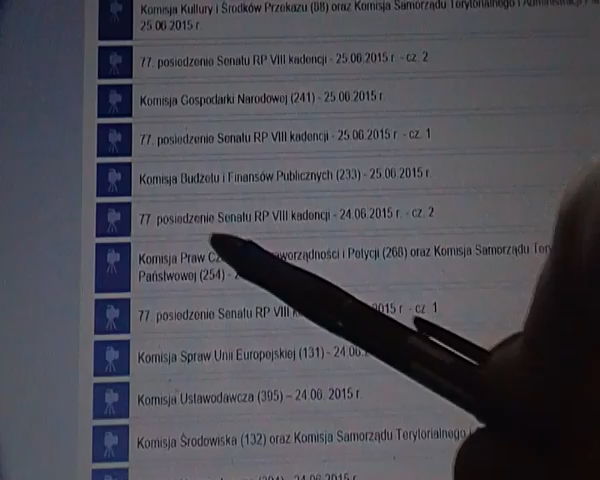 Komisja Kultury i Środków Przekazu (88) oraz Komisja Samorządu Terytorialnego i
25.06.2015 r.
77. posiedzenie Senatu RP VIII kadencji - 25.06.2015 r. - cz. 2
Komisja Gospodarki Narodowej (241) - 25.06.2015 r.
77. posiedzenie Senatu RP VIII kadencji - 25.06.2015 r. - cz. 1
Komisja Budżetu i Finansów Publicznych (233) - 25.06.2015 r.
77. posiedzenie Senatu RP VIII kadencji - 24.06.2015 r. - cz. 2
Komisja Praw i Petycji (268) oraz Komisja Samorządu
Państwowej (254) -
77. posiedzenie Senatu RP VIII 2015 r. - cz. 1
Komisja Spraw Unii Europejskiej (131) - 24.06.
Komisja Ustawodawcza (395) – 24.06. 2015 r.
Komisja Środowiska (132) oraz Komisja Samorządu Terytorialnego
24.06.2015 r.